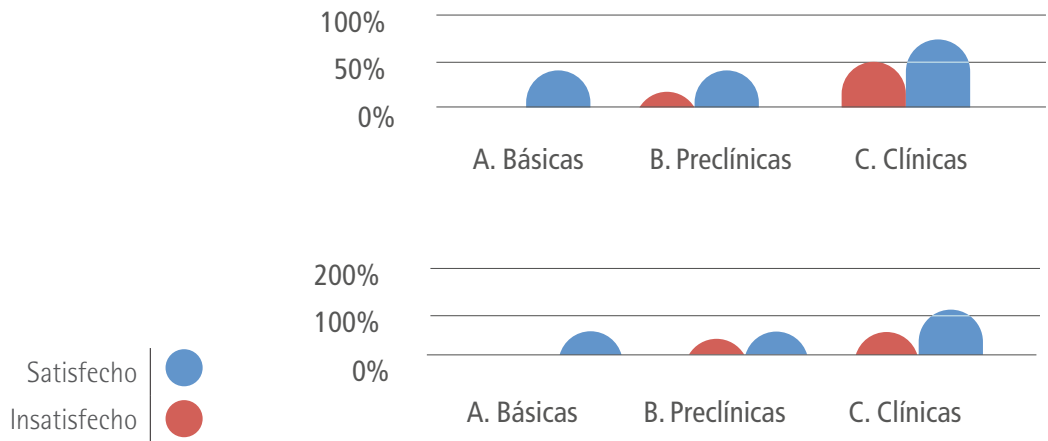 100%
50%
0%
A. Básicas B. Preclínicas C. Clínicas
200%
100%
0%
A. Básicas B. Preclínicas C. Clínicas
Satisfecho
Insatisfecho